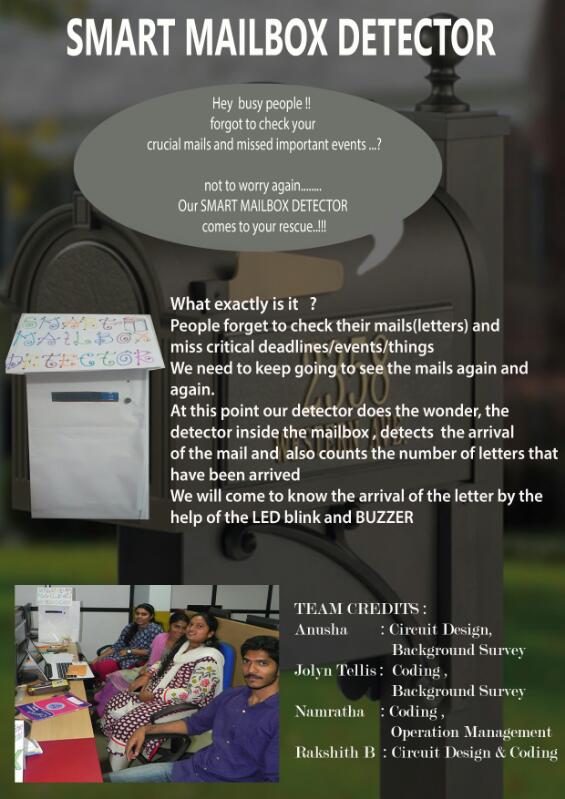 SMART MAILBOX DETECTOR
Hey busy people !!
forgot to check your
crucial mails and missed important events ...?
not to worry again........
Our SMART MAILBOX DETECTOR
comes to your rescue..!!!
What exactly is it ?
People forget to check their mails(letters) and
miss critical deadlines/events/things
We need to keep going to see the mails again and
again.
At this point our detector does the wonder, the
detector inside the mailbox , detects the arrival
of the mail and also counts the number of letters that
have been arrived
We will come to know the arrival of the letter by the
help of the LED blink and BUZZER
SMART
MAILBOX
DETECTOR
2358
WESTERN AVE.
TEAM CREDITS :
Anusha : Circuit Design,
Background Survey
Jolyn Tellis : Coding ,
Background Survey
Namratha : Coding ,
Operation Management
Rakshith B : Circuit Design & Coding